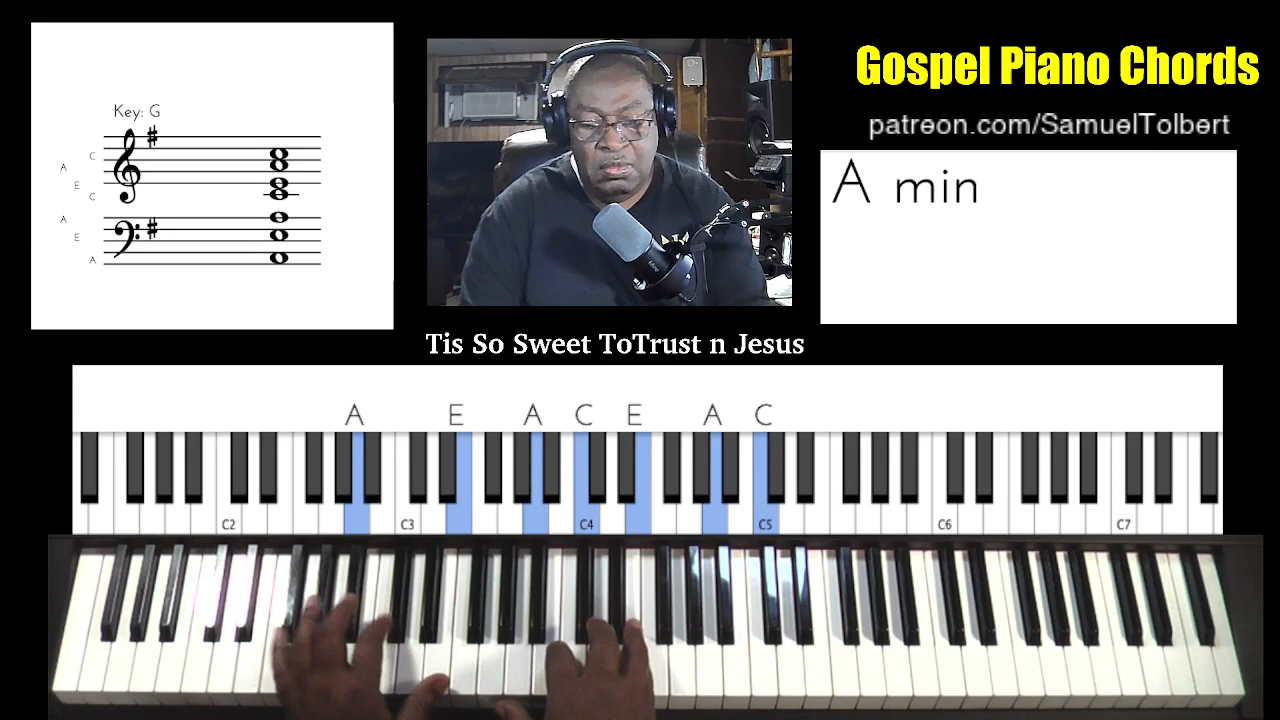 Gospel Piano Chords
patreon.com/SamuelTolbert
Key: G
C
A
E
C
A
E
A
A min
Tis So Sweet ToTrust n Jesus
A E A C E A C
C2 C3 C4 C5 C6 C7